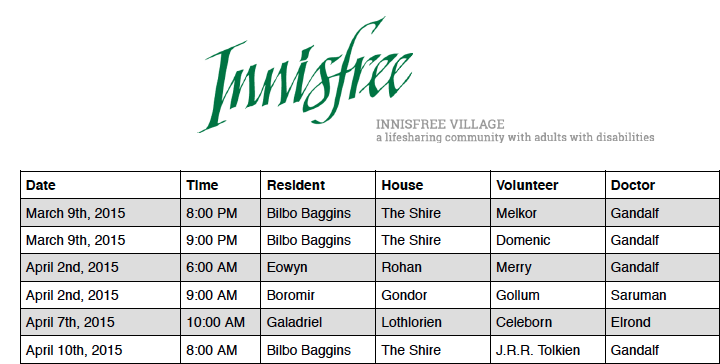 Innisfree
INNISFREE VILLAGE
a lifesharing community with adults with disabilities
Date Time Resident House Volunteer Doctor
March 9th, 2015 8:00 PM Bilbo Baggins The Shire Melkor Gandalf
March 9th, 2015 9:00 PM Bilbo Baggins The Shire Domenic Gandalf
April 2nd, 2015 6:00 AM Eowyn Rohan Merry Gandalf
April 2nd, 2015 9:00 AM Boromir Gondor Gollum Saruman
April 7th, 2015 10:00 AM Galadriel Lothlorien Celeborn Elrond
April 10th, 2015 8:00 AM Bilbo Baggins The Shire J.R.R. Tolkien Gandalf